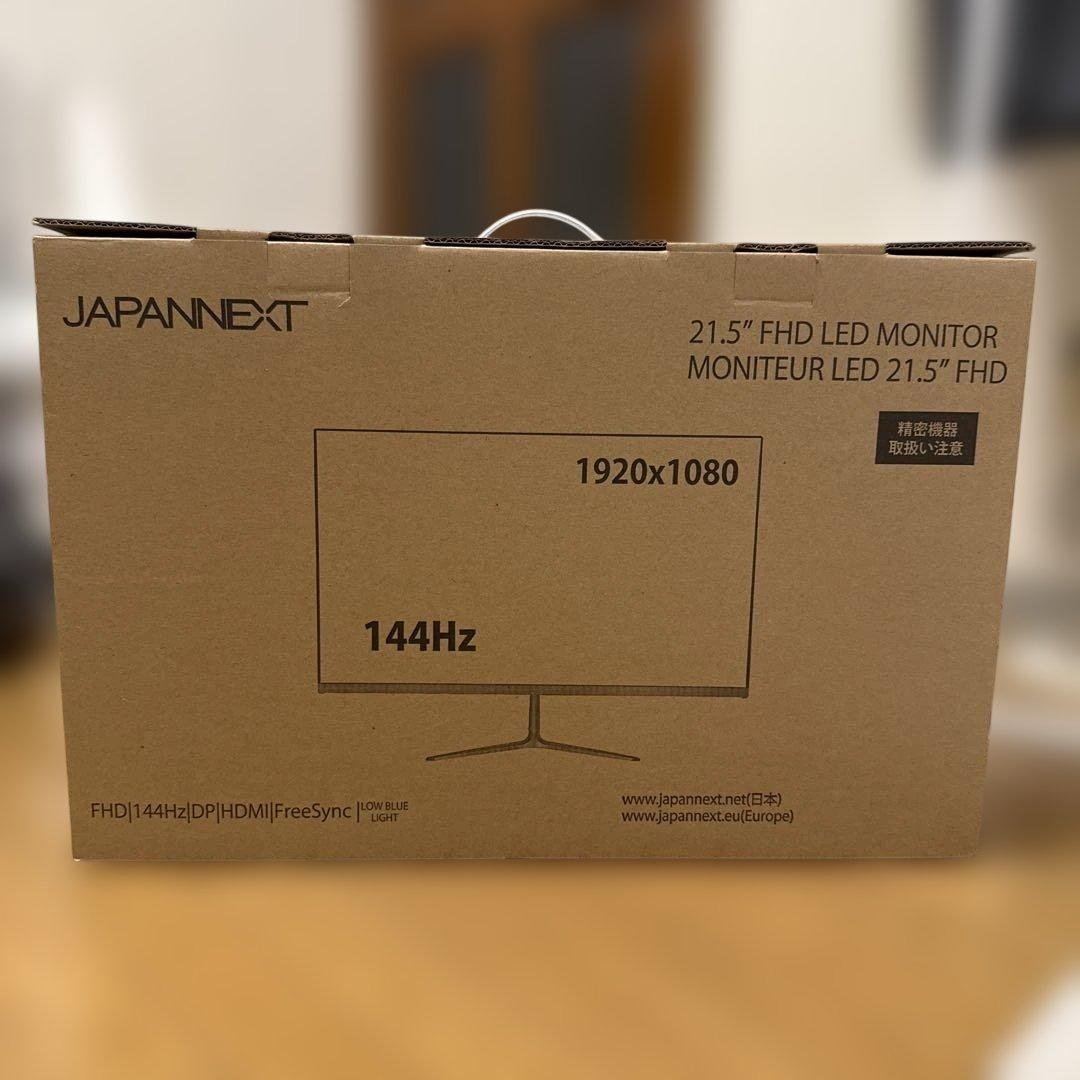 JAPANNEXT
21.5” FHD LED MONITOR
MONITEUR LED 21.5” FHD
精密機器
取扱い注意
1920x1080
144Hz
FHD|144Hz|DP|HDMI|FreeSync|LOW BLUE
LIGHT
www.japannext.net(日本)
www.japannext.eu(Europe)